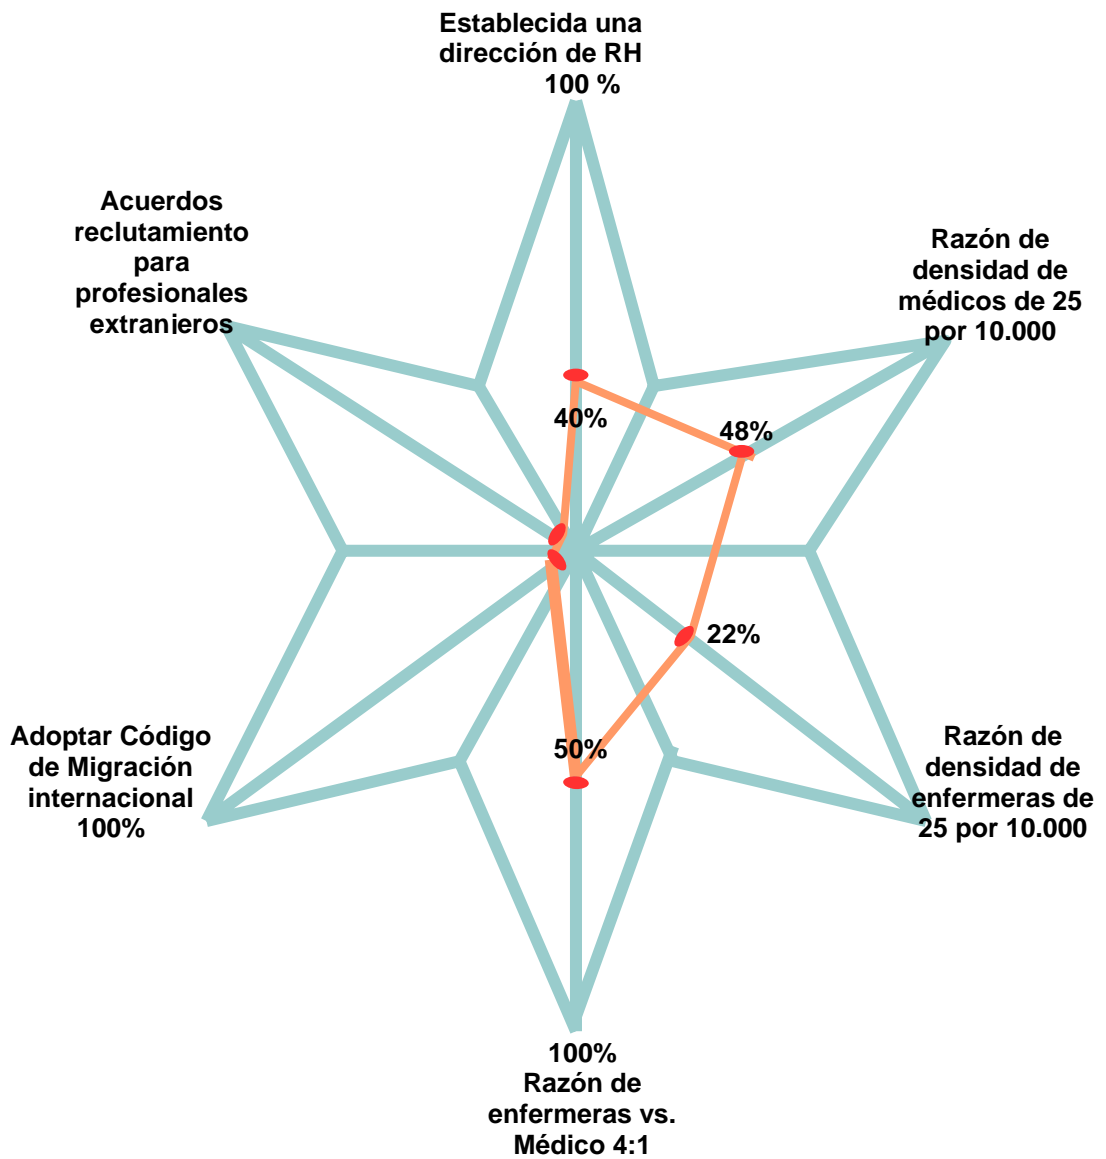 Establecida una
dirección de RH
100 %
Acuerdos
reclutamiento
para
profesionales
extranjeros
Razón de
densidad de
médicos de 25
por 10.000
40%
48%
22%
50%
Adoptar Código
de Migración
internacional
100%
Razón de
densidad de
enfermeras de
25 por 10.000
100%
Razón de
enfermeras vs.
Médico 4:1